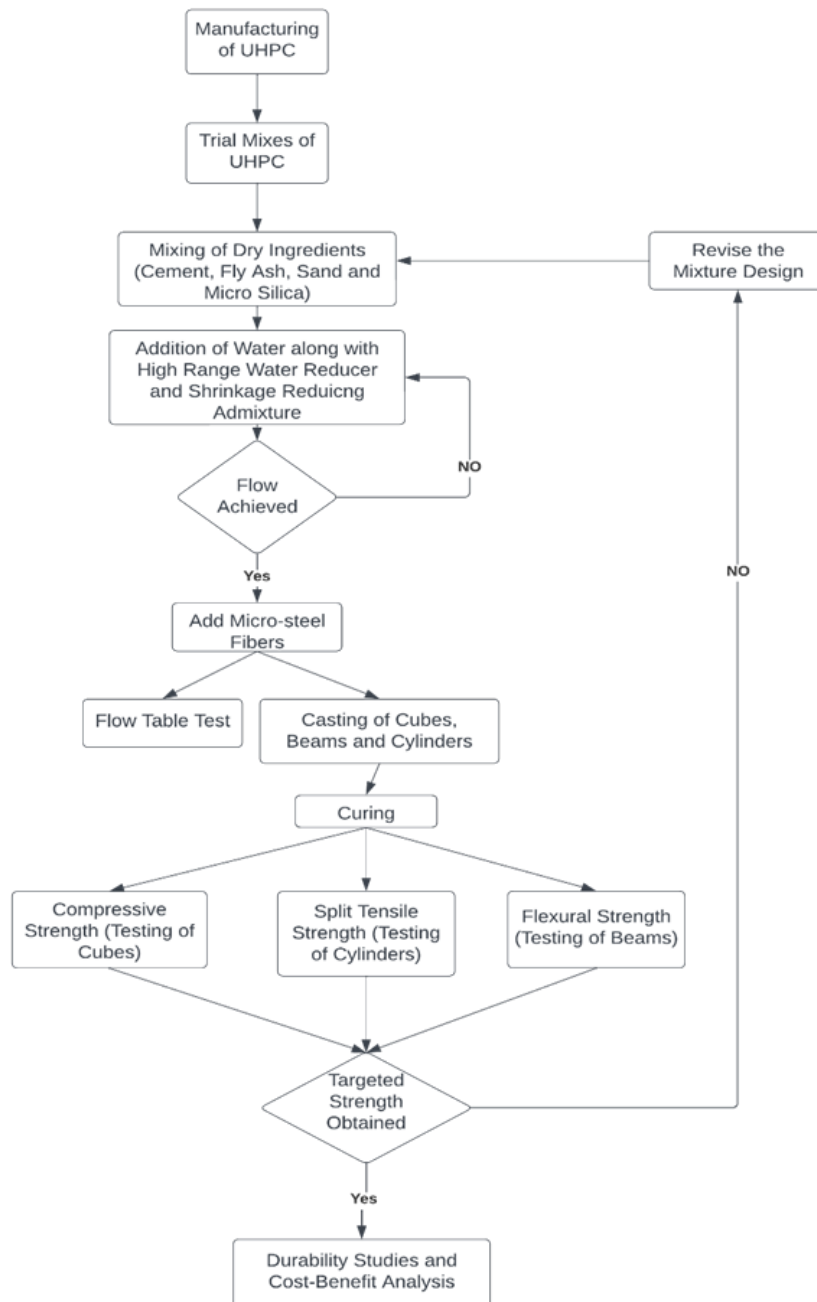 Manufacturing
of UHPC
Trial Mixes of
UHPC
Mixing of Dry Ingredients
(Cement, Fly Ash, Sand and
Micro Silica)
Revise the
Mixture Design
Addition of Water along with
High Range Water Reducer
and Shrinkage Reduicng
Admixture
NO
Flow
Achieved
Yes
NO
Add Micro-steel
Fibers
Flow Table Test
Casting of Cubes,
Beams and Cylinders
Curing
Compressive
Strength (Testing of
Cubes)
Split Tensile
Strength (Testing
of Cylinders)
Flexural Strength
(Testing of Beams)
Targeted
Strength
Obtained
Yes
Durability Studies and
Cost-Benefit Analysis